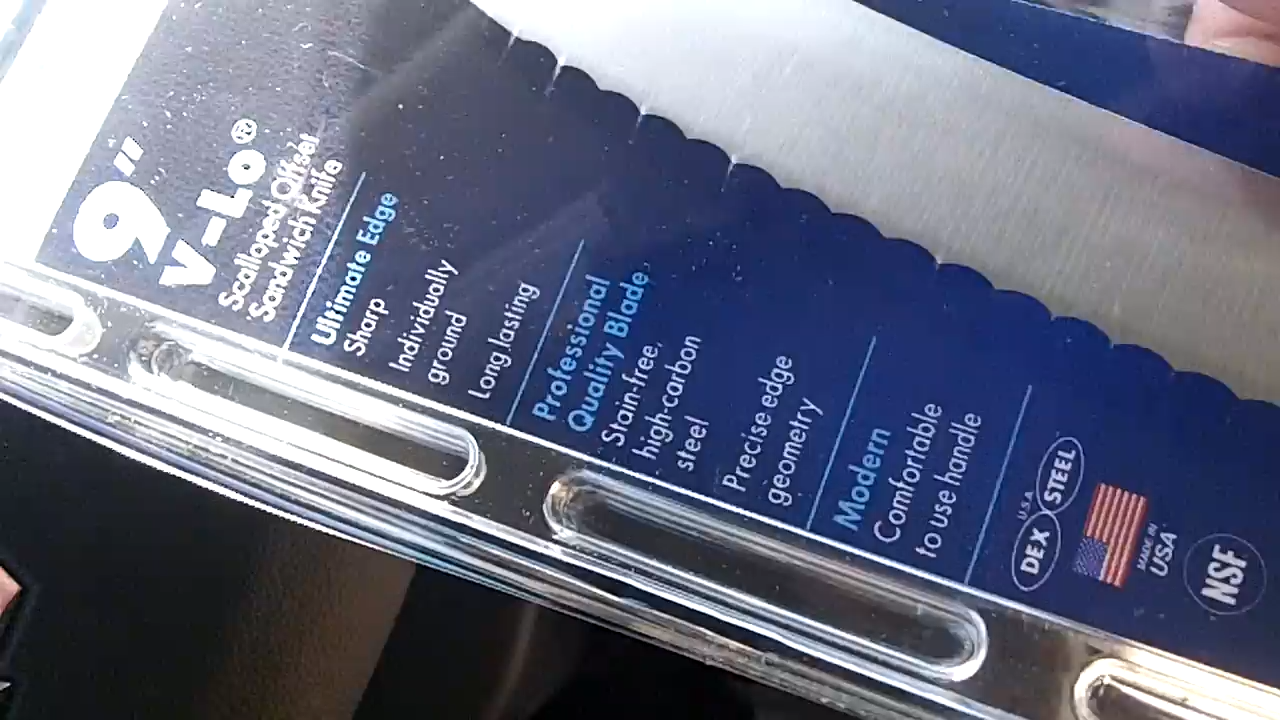 9"
V-Lo®
Scalloped Offset
Sandwich Knife
Ultimate Edge
Sharp
Individually
ground
Long lasting
Professional
Quality Blade
Stain-free,
high-carbon
steel
Precise edge
geometry
Modern
Comfortable
to use handle
U.S.A
DEX STEEL
MADE IN
USA
NSF